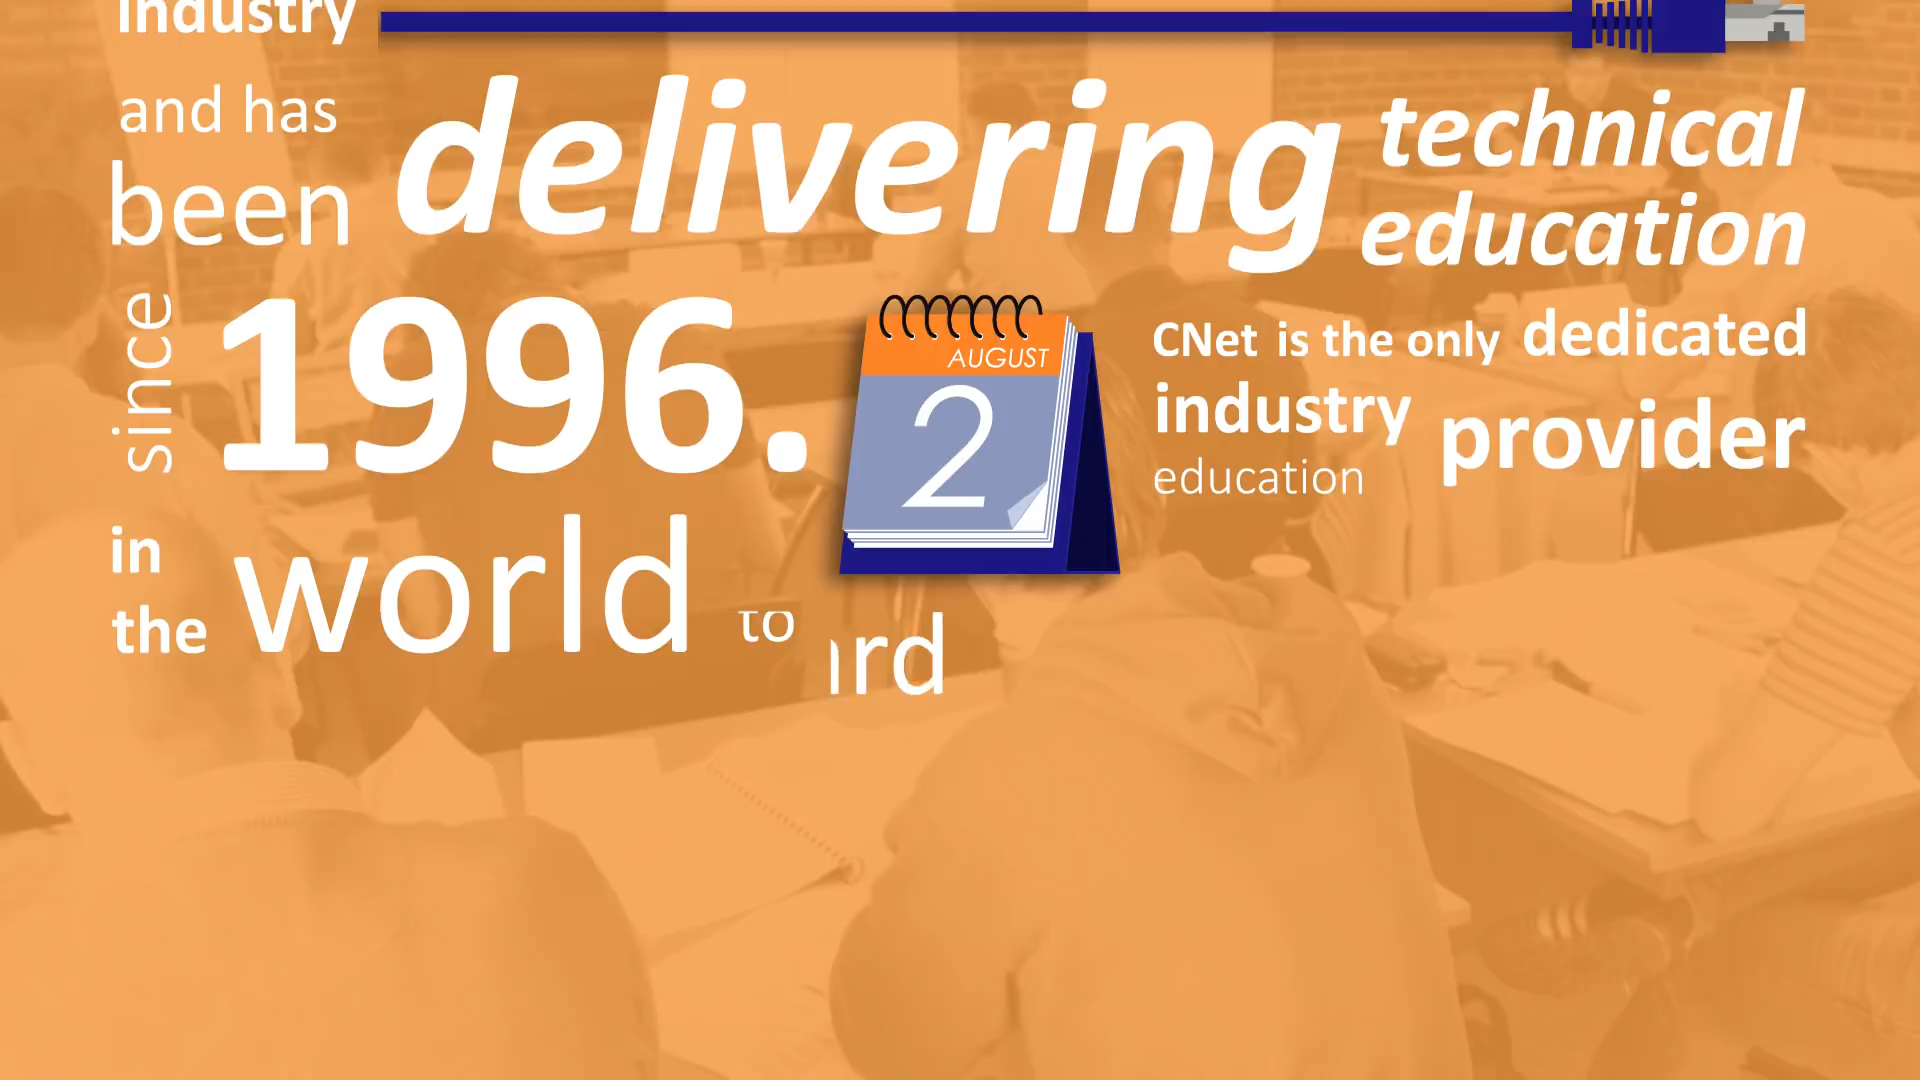 industry
and has
been
delivering
technical
education
since
1996.
AUGUST
2
CNet is the only dedicated
industry provider
education
in
the
world
to